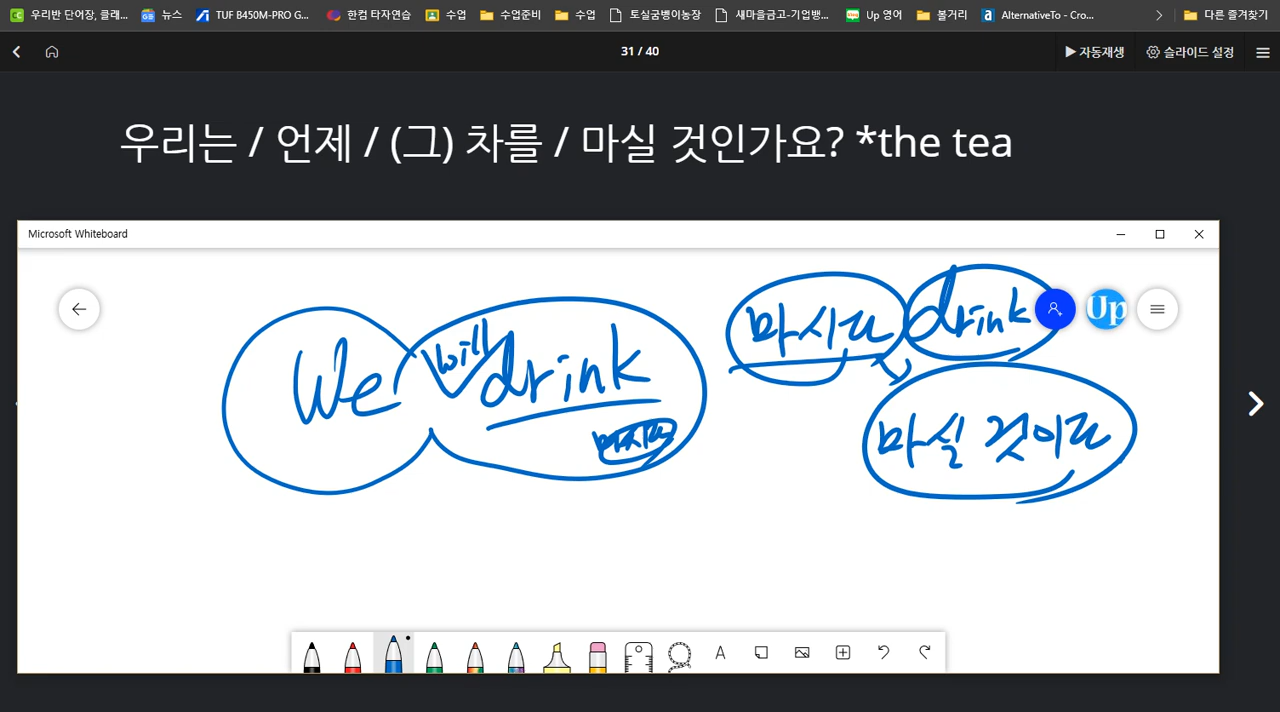 우리반 단어장, 클래... 뉴스 TUF B450M-PRO G... 한컴 타자연습 수업 수업준비 수업 토실굼벵이농장 새마을금고-기업뱅... Up 영어 볼거리 AlternativeTo - Cro... 다른 즐겨찾기
31 / 40 자동재생 슬라이드 설정
우리는 / 언제 / (그) 차를 / 마실 것인가요? *the tea
Microsoft Whiteboard
마시다 drink Up
We will drink
마시다
마실 것이다